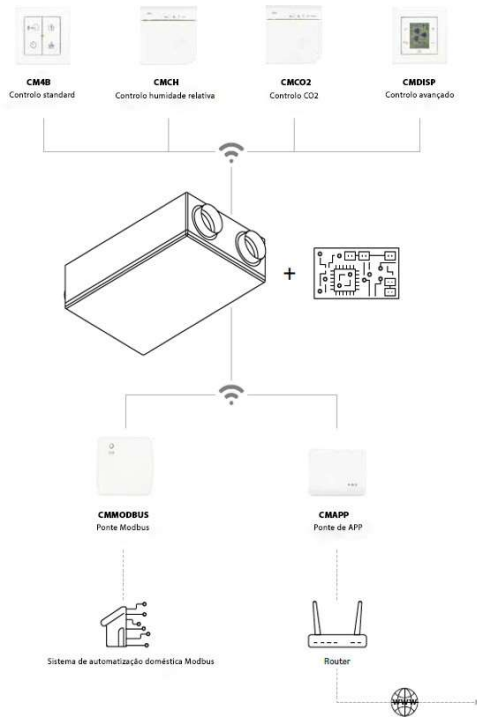 CM4B
Controlo standard
CMCH
Controlo humidade relativa
CMCO2
Controlo CO2
CMDISP
Controlo avançado
+
CMMODBUS
Ponte Modbus
CMAPP
Ponte de APP
Sistema de automatização doméstica Modbus
Router
www